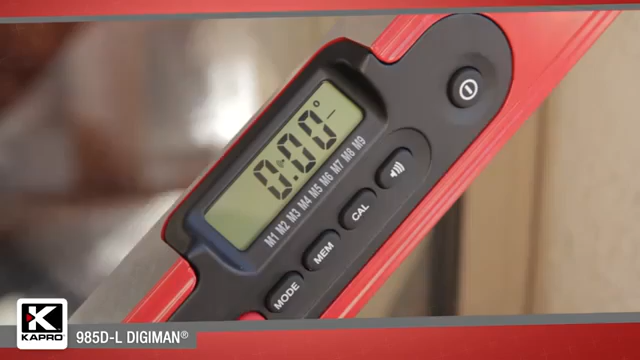 0:00°
M1 M2 M3 M4 M5 M6 M7 M8 M9
MODE MEM CAL
KAPRO
985D-L DIGIMAN®